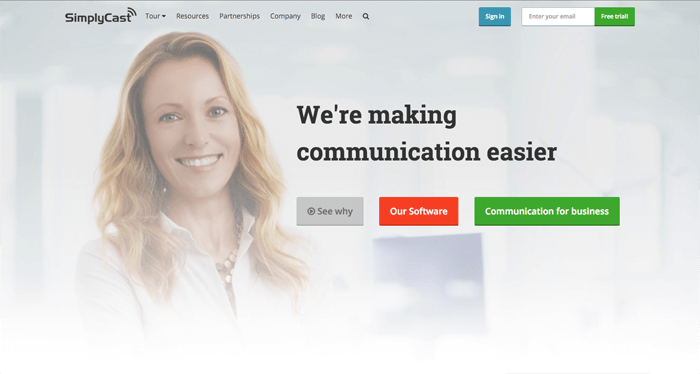 SimplyCast
Tour Resources Partnerships Company Blog More
Sign In
Enter your email
Free trial!
We're making
communication easier
See why
Our Software
Communication for business